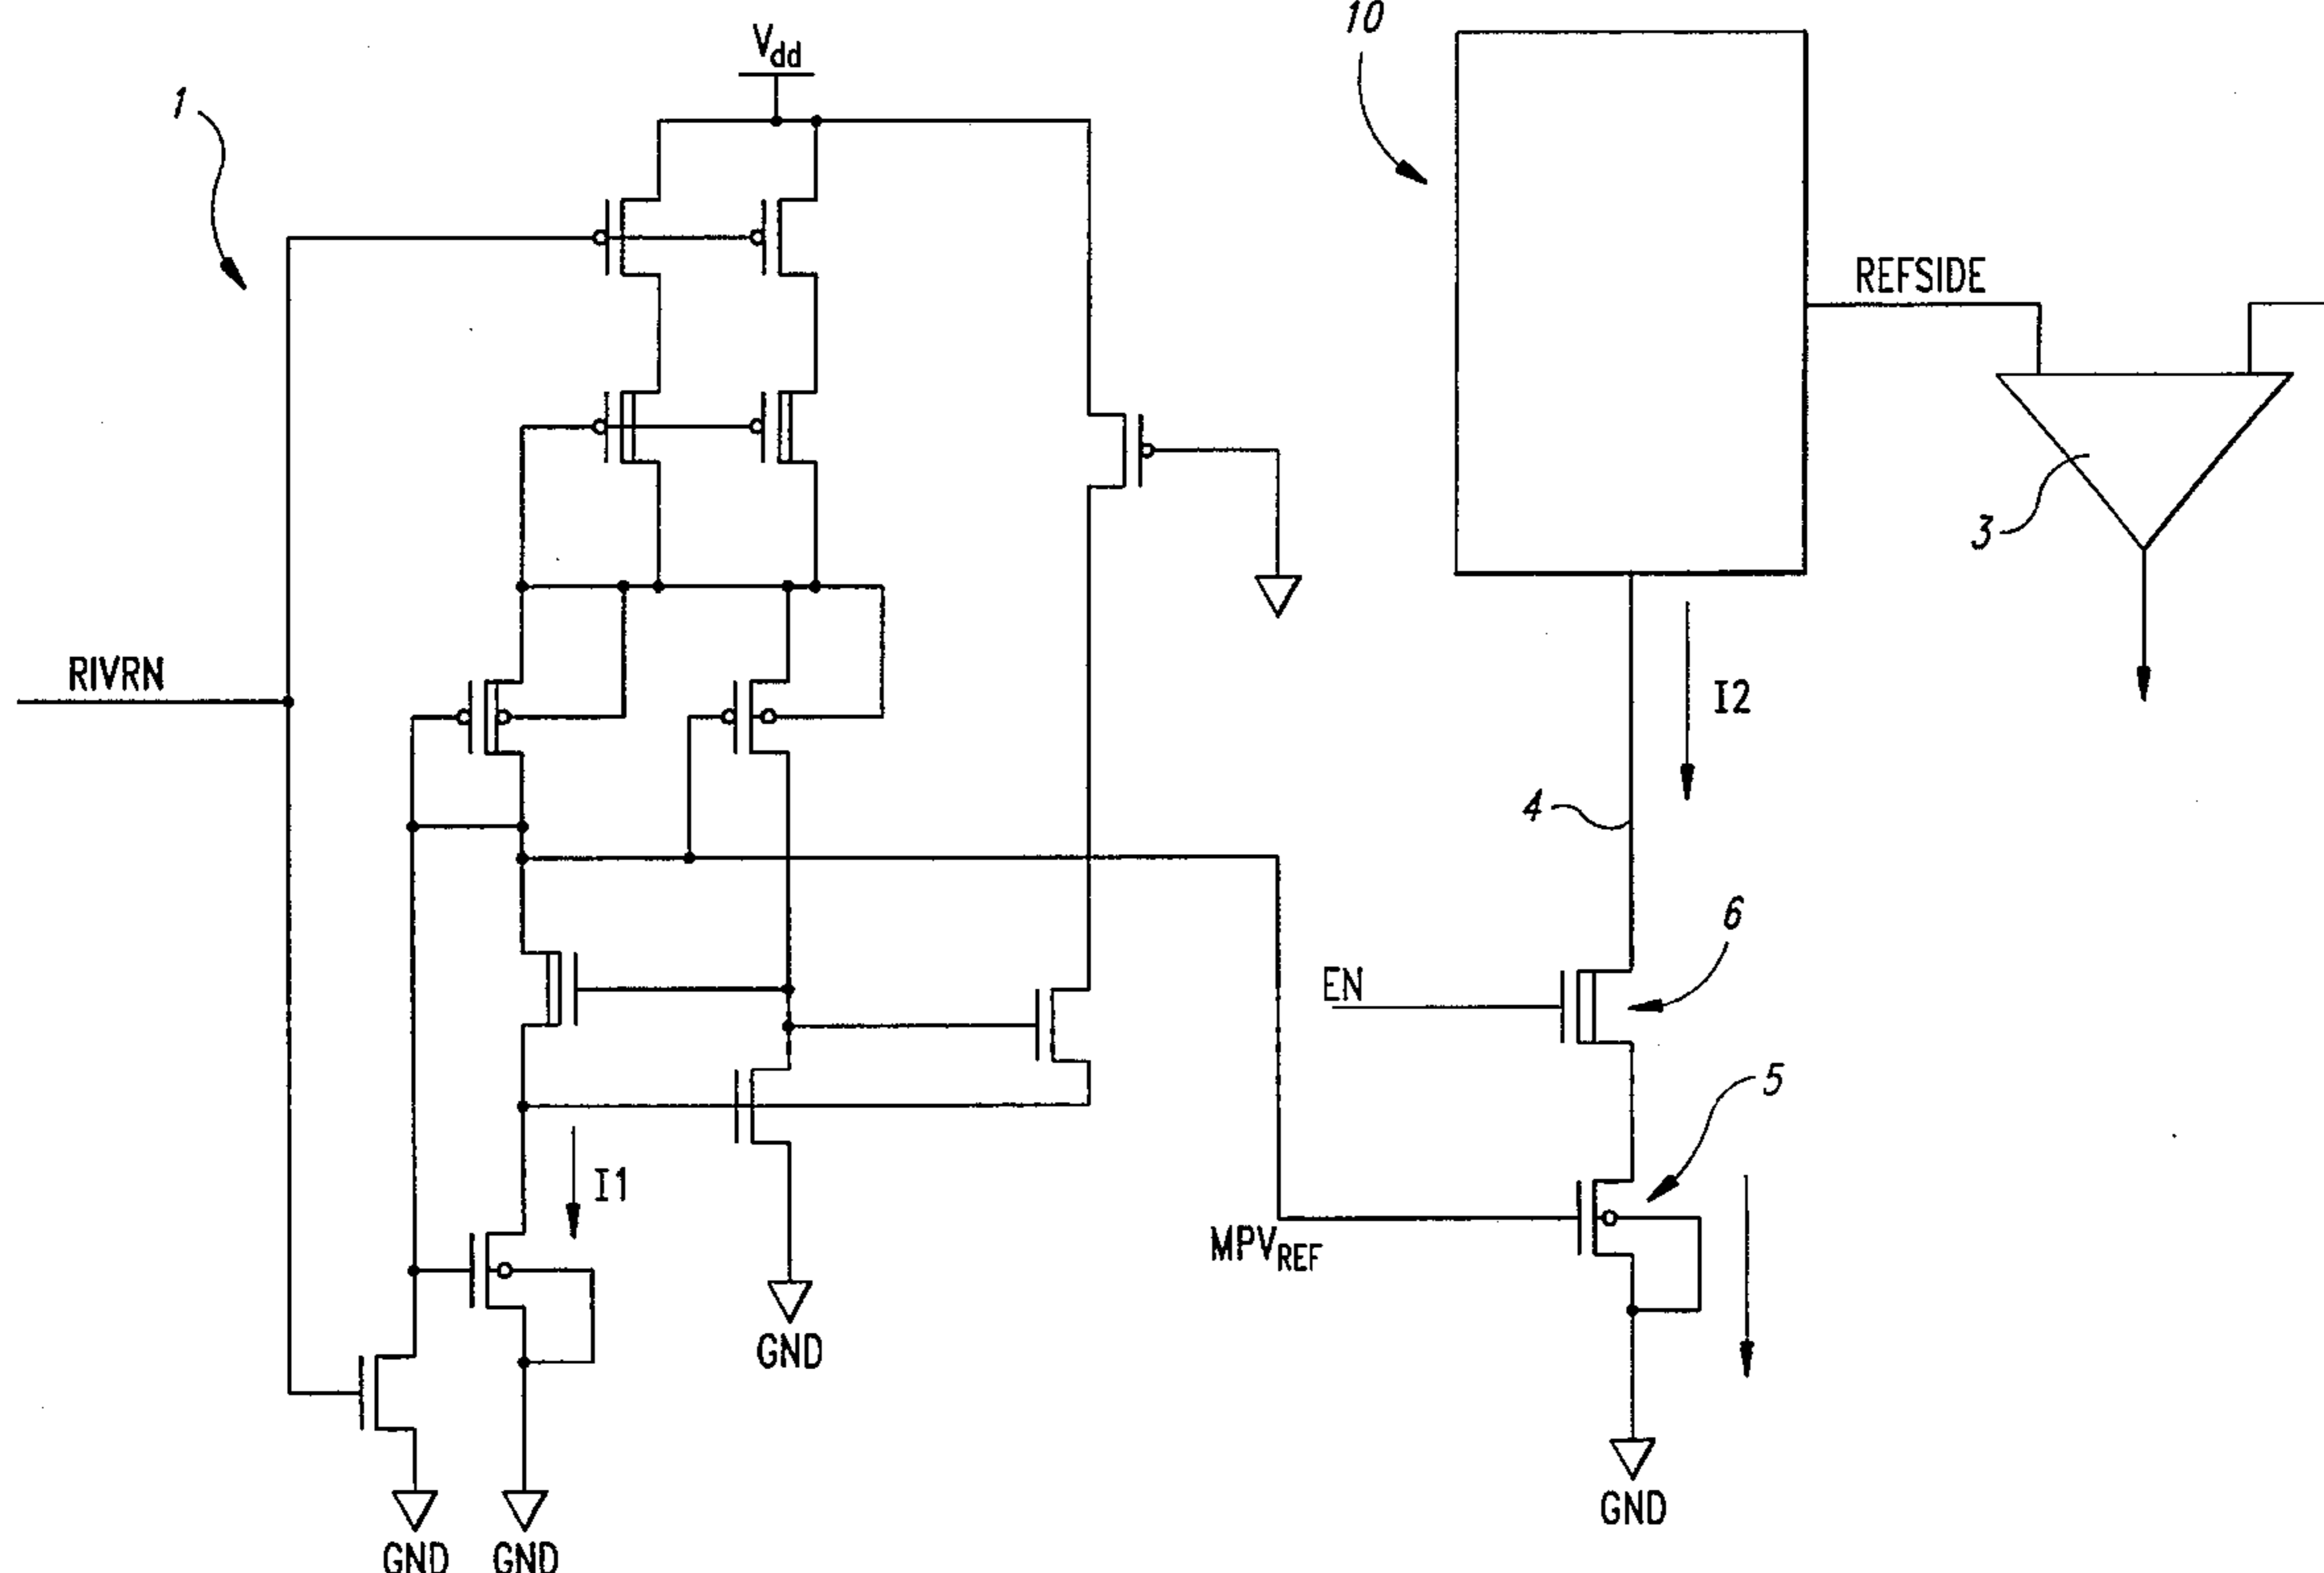 10
Vdd
1
REFSIDE
3
RIVRN
I2
4
6
EN
5
I1
MPVREF
GND
GND
GND GND